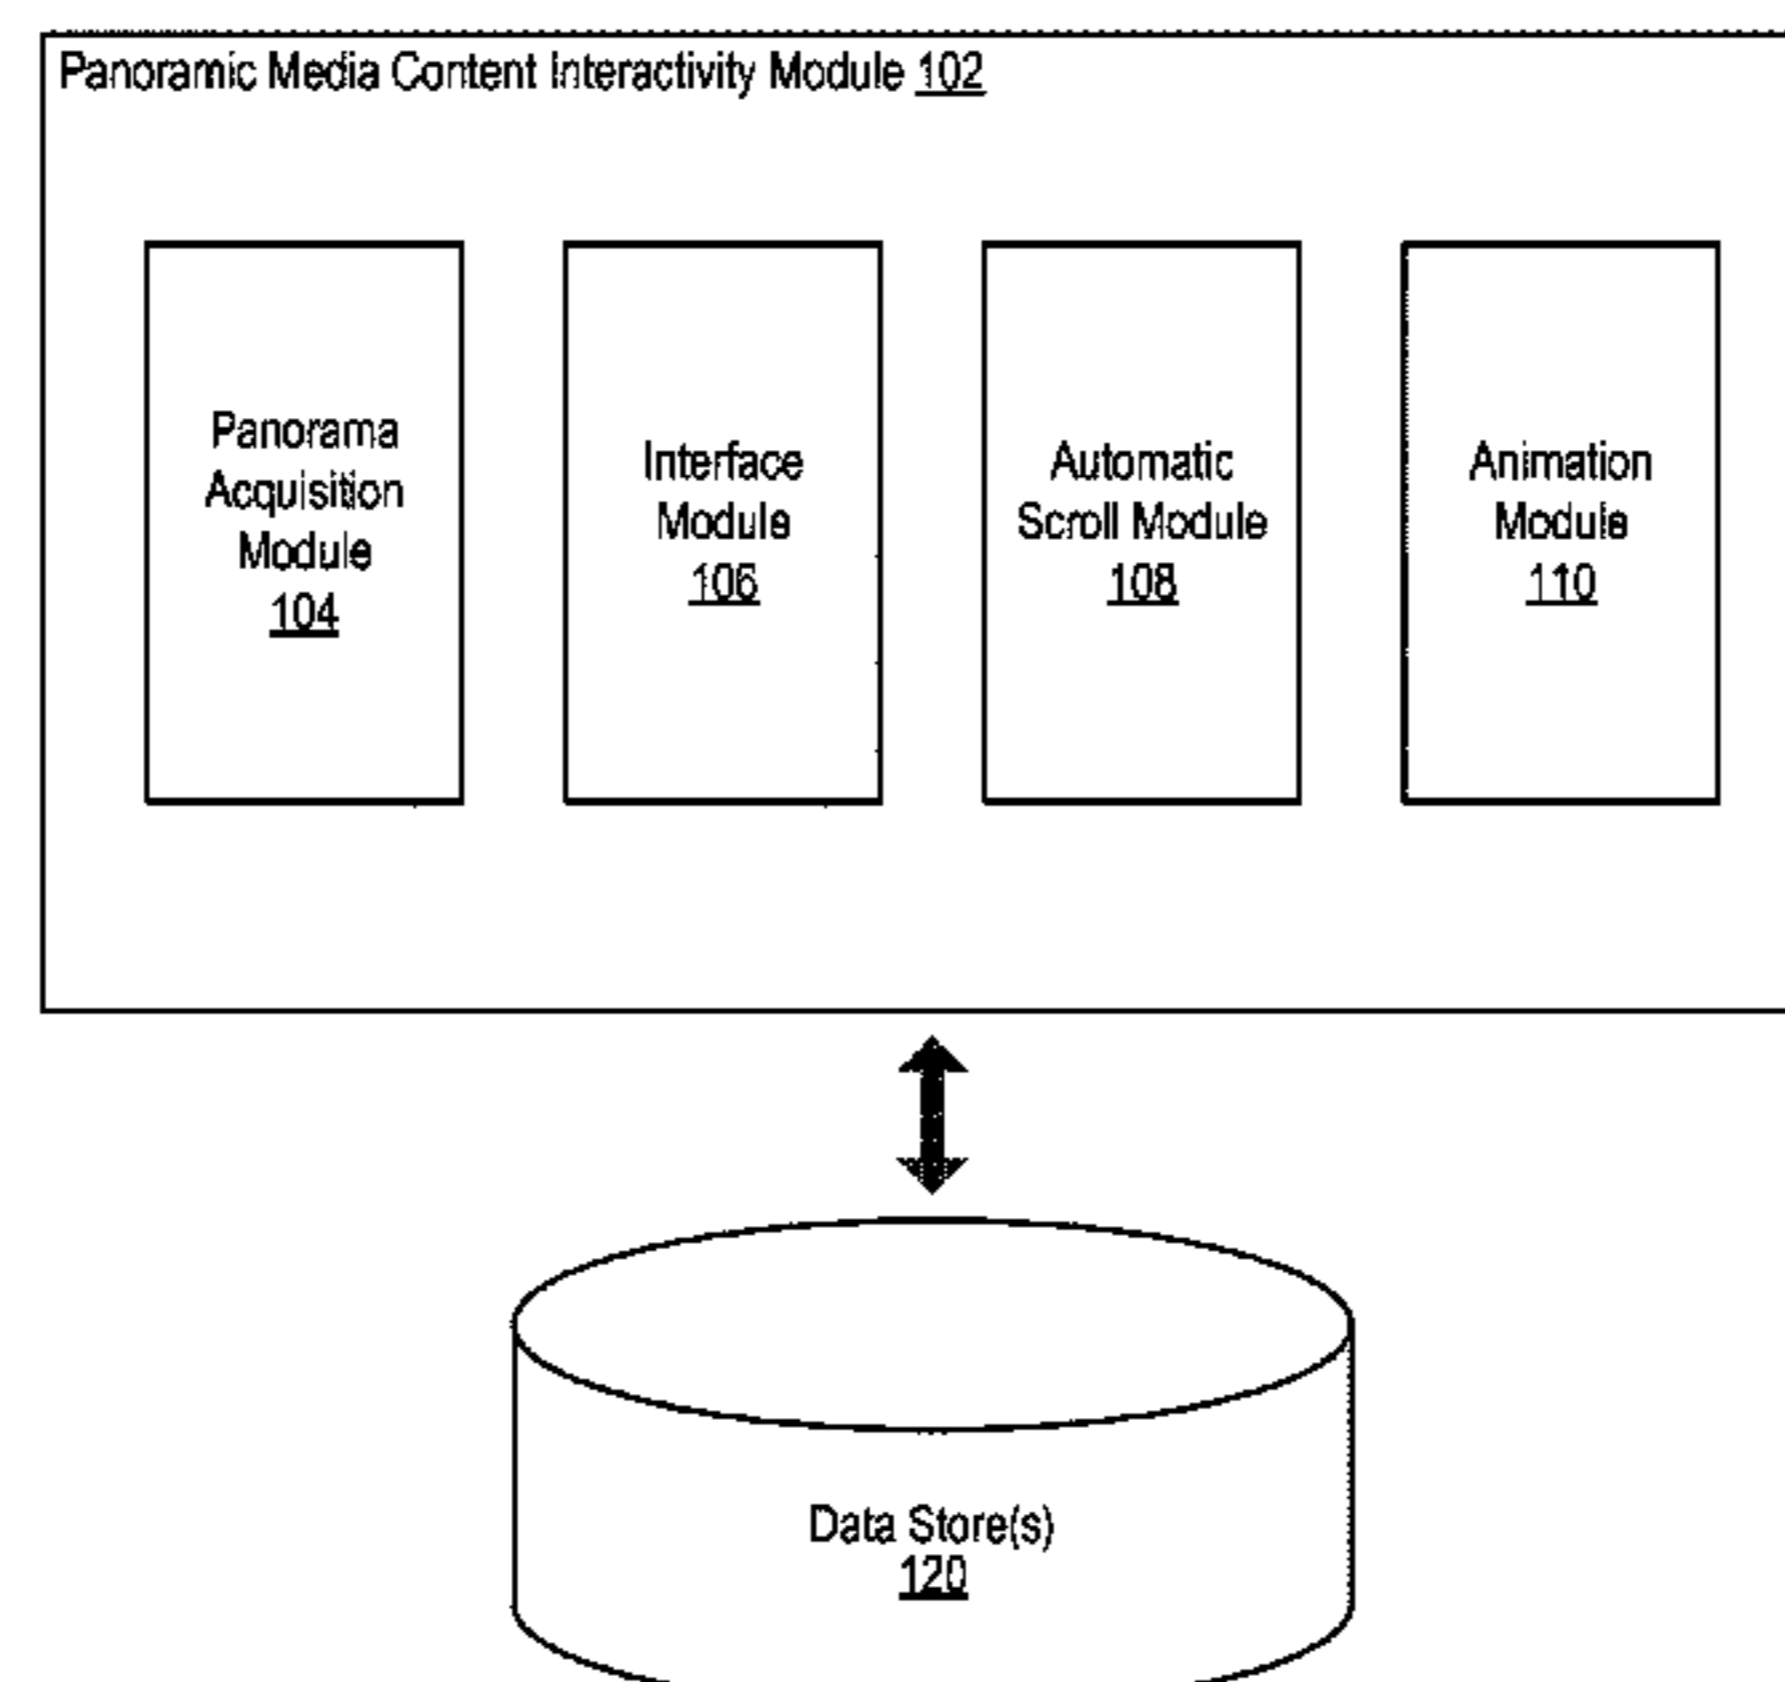 Panoramic Media Content Interactivity Module 102
Panorama
Acquisition
Module
104
Interface
Module
106
Automatic
Scroll Module
108
Animation
Module
110
Data Store(s)
120